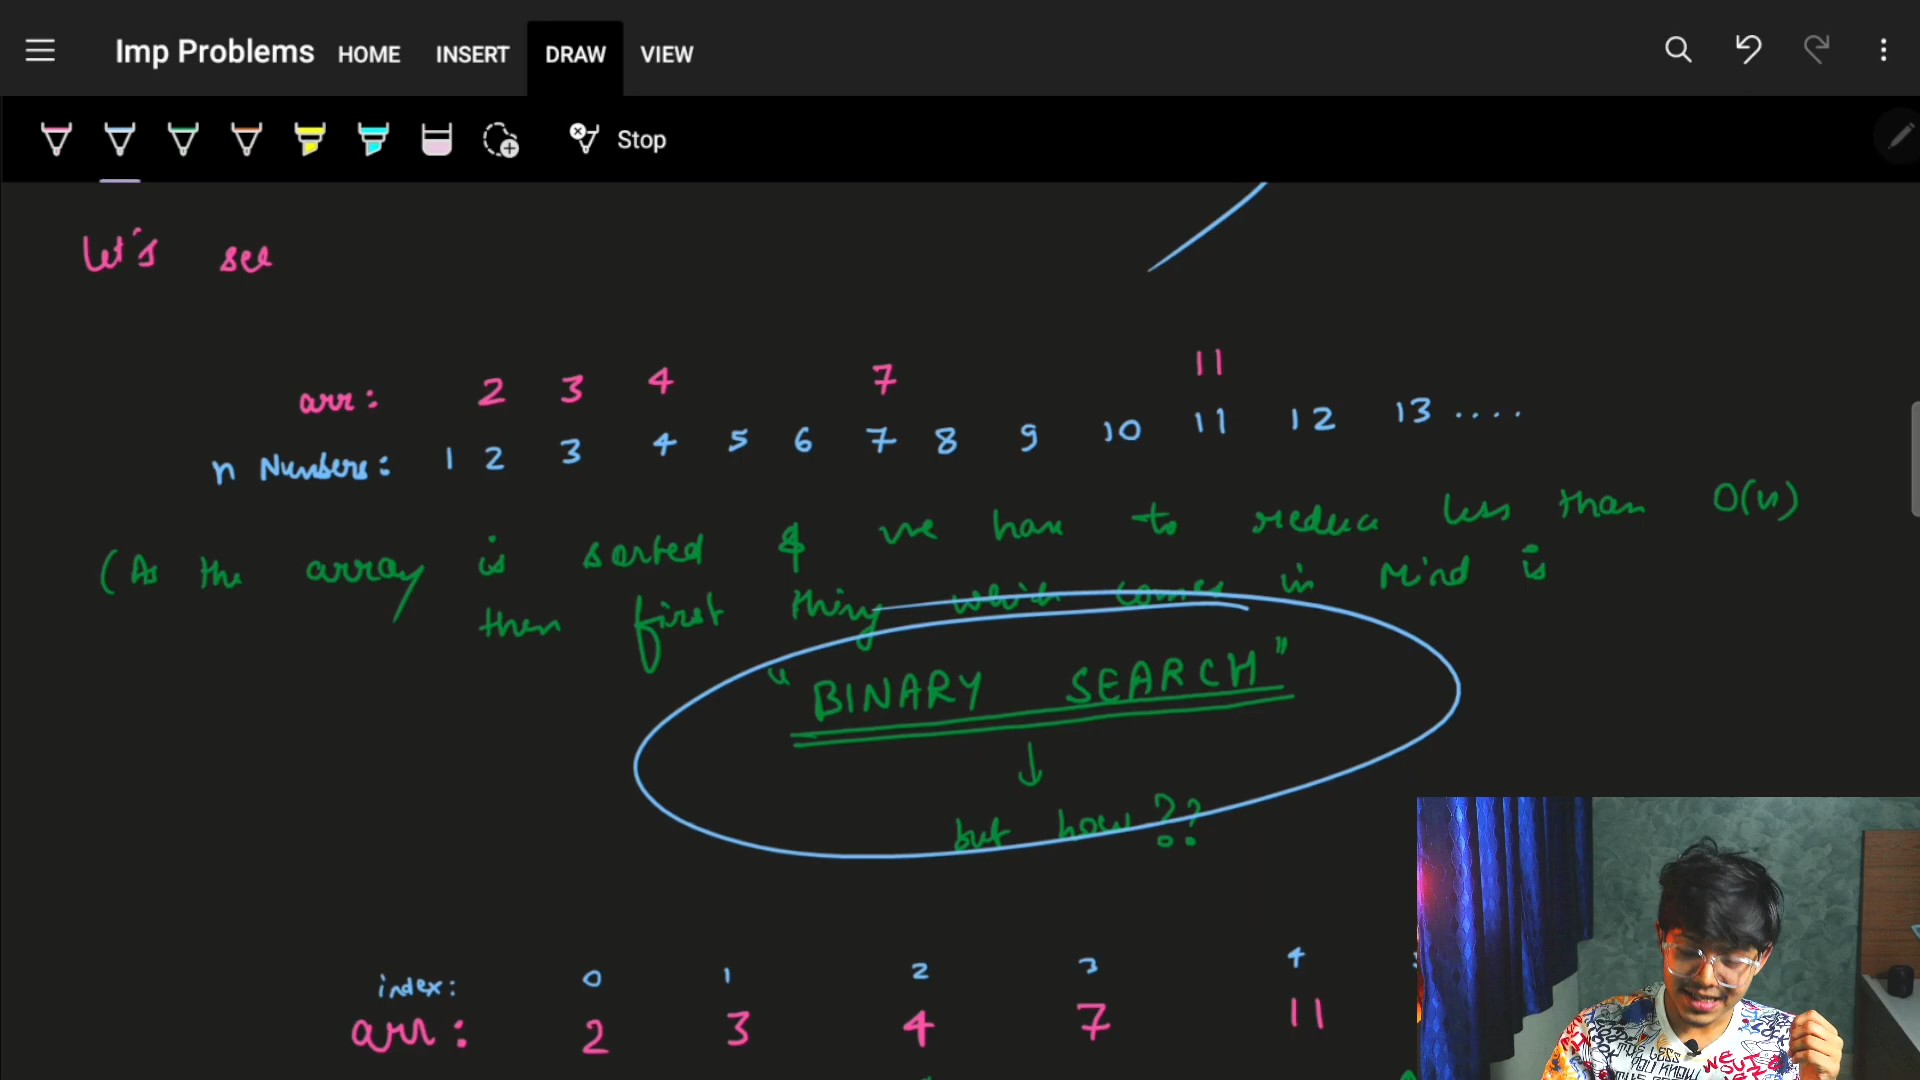 Imp Problems HOME INSERT DRAW VIEW
Stop
Let's see
arr: 2 3 4 7 11
n Numbers: 1 2 3 4 5 6 7 8 9 10 11 12 13 ....
(As the array is sorted & we have to reduce less than O(n)
then first thing which comes in Mind is
"BINARY SEARCH"
↓
but how??
index: 0 1 2 3 4
arr: 2 3 4 7 11